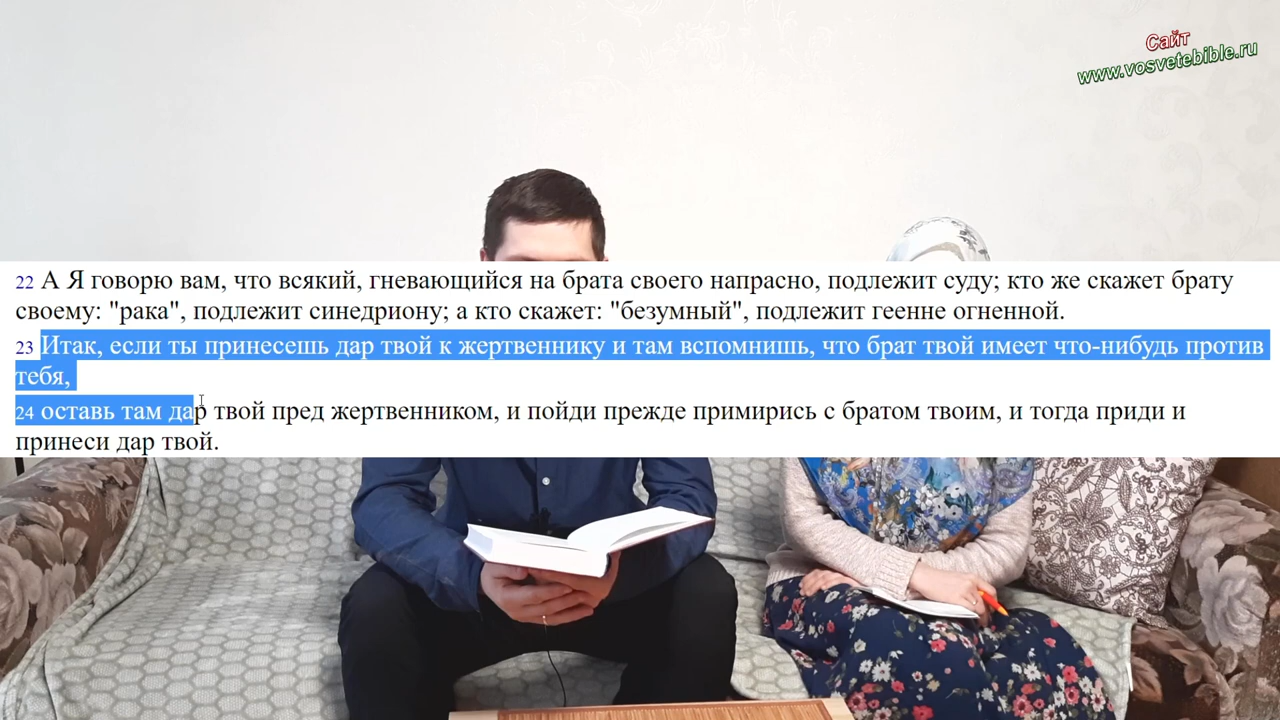 Сайт
www.vosvetebible.ru
22 А Я говорю вам, что всякий, гневающийся на брата своего напрасно, подлежит суду; кто же скажет брату
своему: "рака", подлежит синедриону; а кто скажет: "безумный", подлежит геенне огненной.
23 Итак, если ты принесешь дар твой к жертвеннику и там вспомнишь, что брат твой имеет что-нибудь против
тебя,
24 оставь там дар твой пред жертвенником, и пойди прежде примирись с братом твоим, и тогда приди и
принеси дар твой.